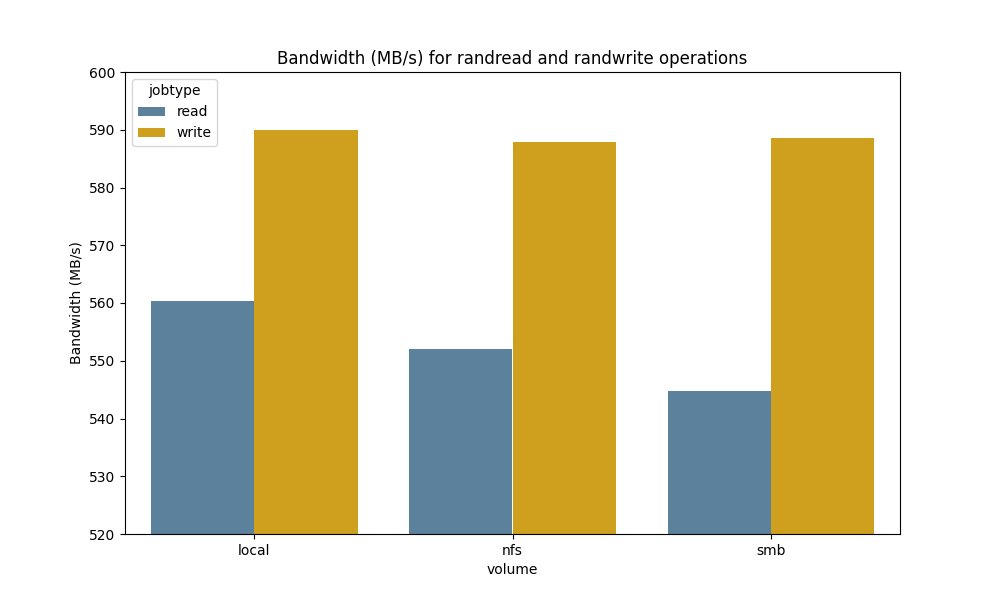 Bandwidth (MB/s) for randread and randwrite operations
600
590
580
570
560
550
540
530
520
Bandwidth (MB/s)
jobtype
read
write
local
nfs
smb
volume